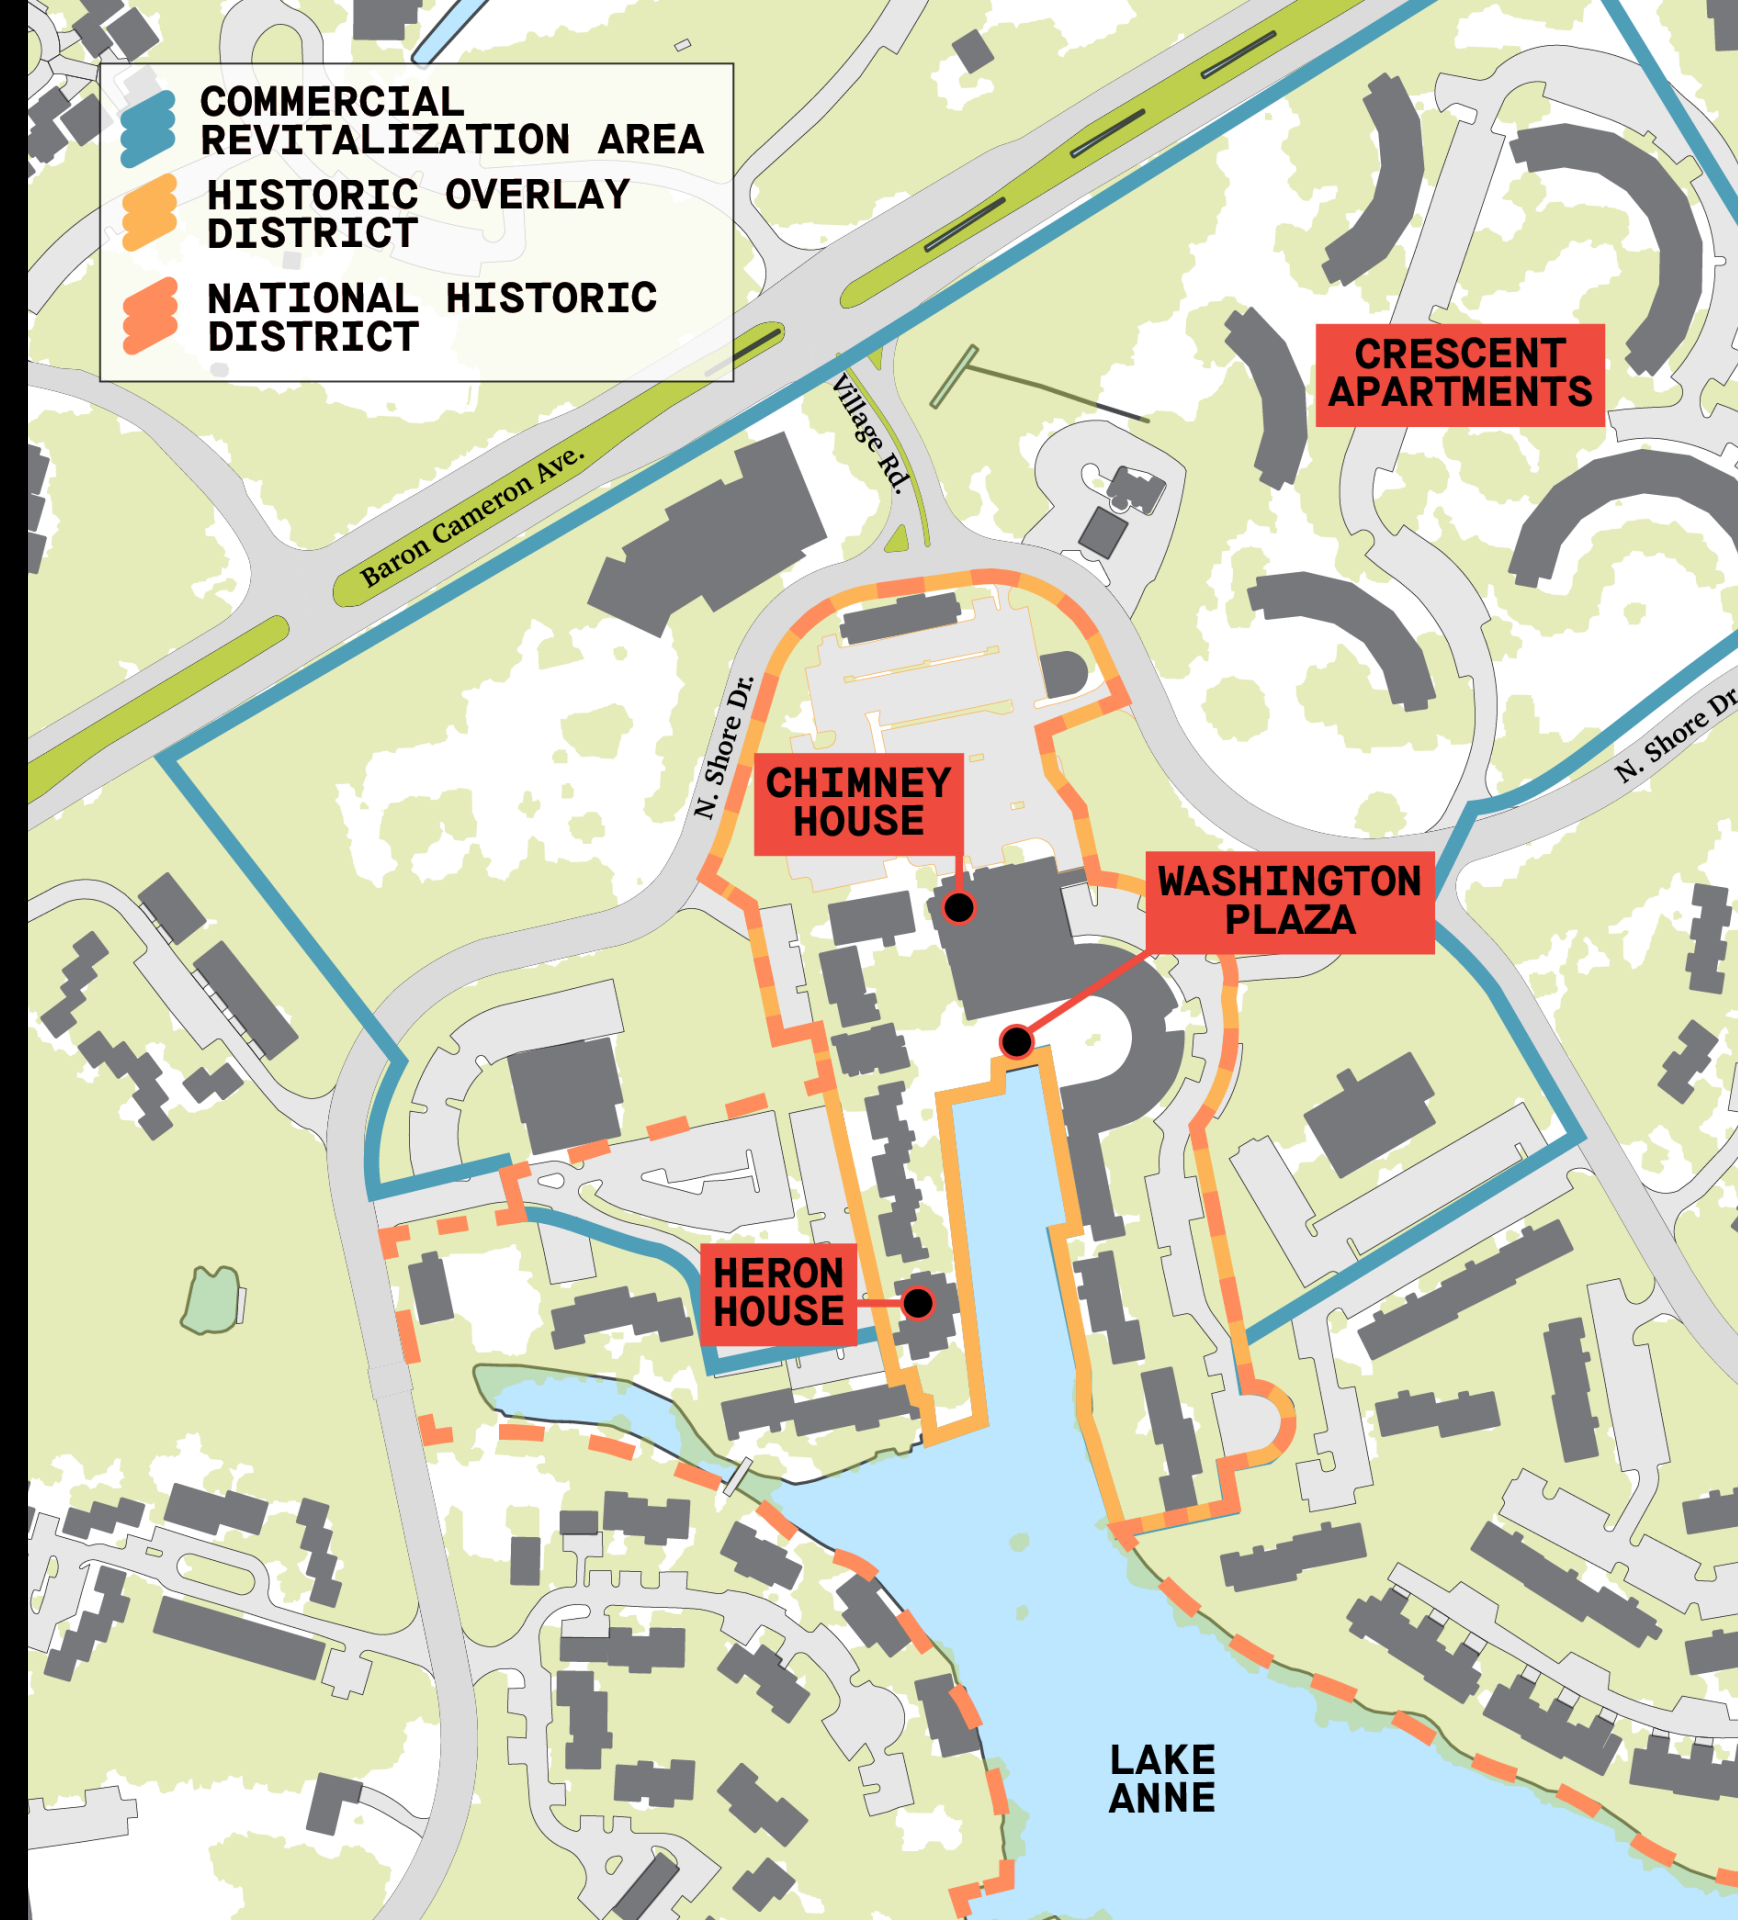 COMMERCIAL
REVITALIZATION AREA
HISTORIC OVERLAY
DISTRICT
NATIONAL HISTORIC
DISTRICT
Village Rd.
CRESCENT
APARTMENTS
Baron Cameron Ave.
N. Shore Dr.
N. Shore Dr.
CHIMNEY
HOUSE
WASHINGTON
PLAZA
HERON
HOUSE
LAKE
ANNE